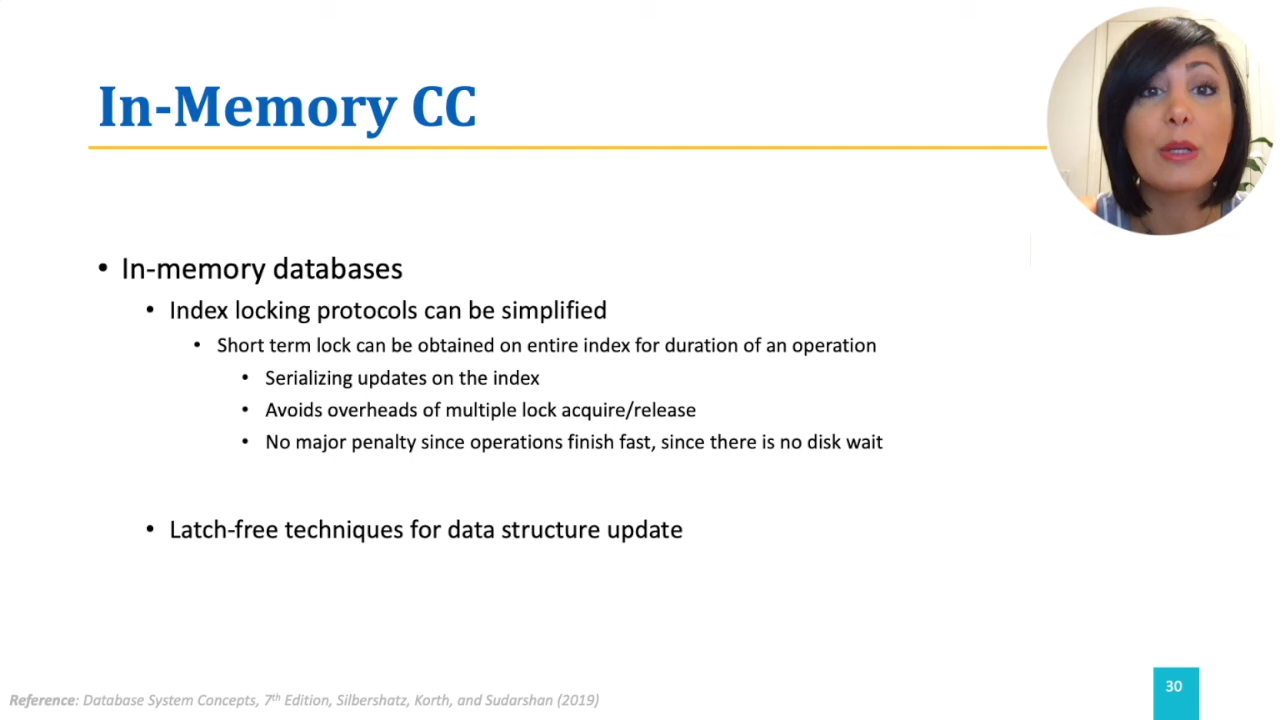 In-Memory CC
• In-memory databases
• Index locking protocols can be simplified
• Short term lock can be obtained on entire index for duration of an operation
• Serializing updates on the index
• Avoids overheads of multiple lock acquire/release
• No major penalty since operations finish fast, since there is no disk wait
• Latch-free techniques for data structure update
Reference: Database System Concepts, 7th Edition, Silbershatz, Korth, and Sudarshan (2019)
30